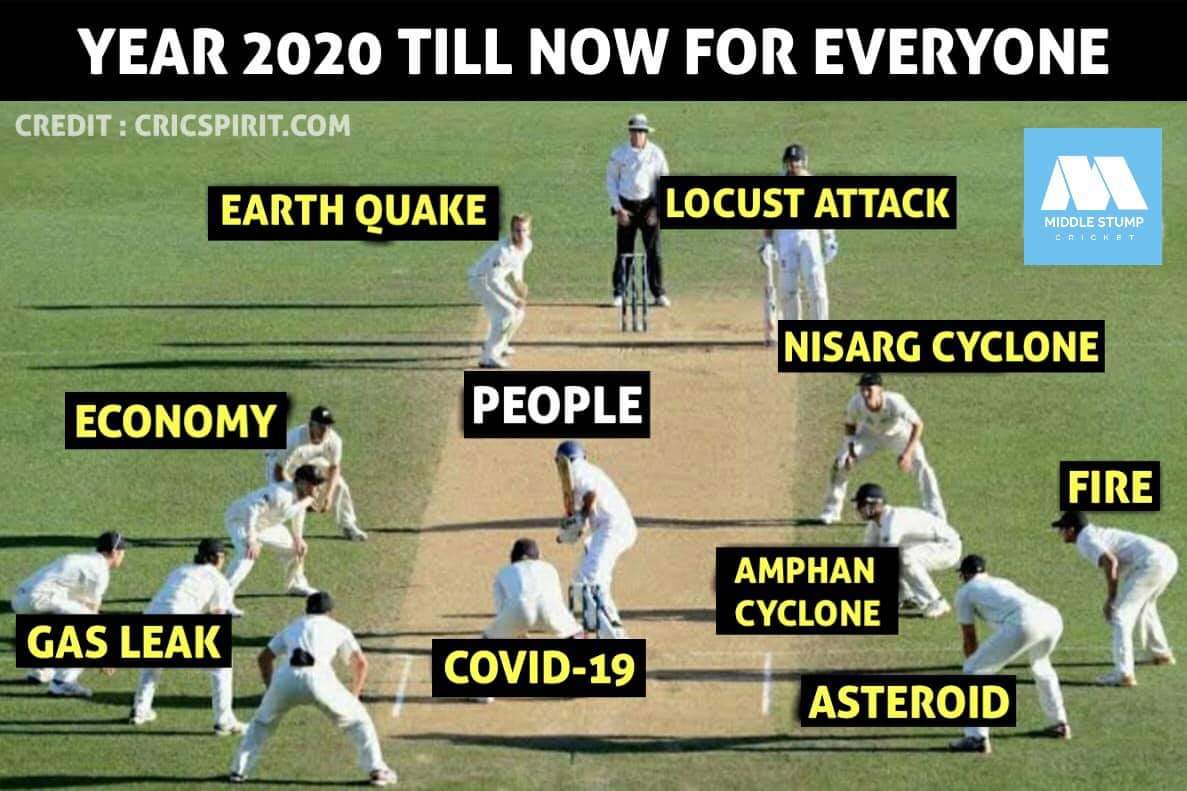 YEAR 2020 TILL NOW FOR EVERYONE
CREDIT : CRICSPIRIT.COM
MIDDLE STUMP
CRICKET
EARTH QUAKE
LOCUST ATTACK
NISARG CYCLONE
PEOPLE
ECONOMY
FIRE
AMPHAN
CYCLONE
GAS LEAK
COVID-19
ASTEROID